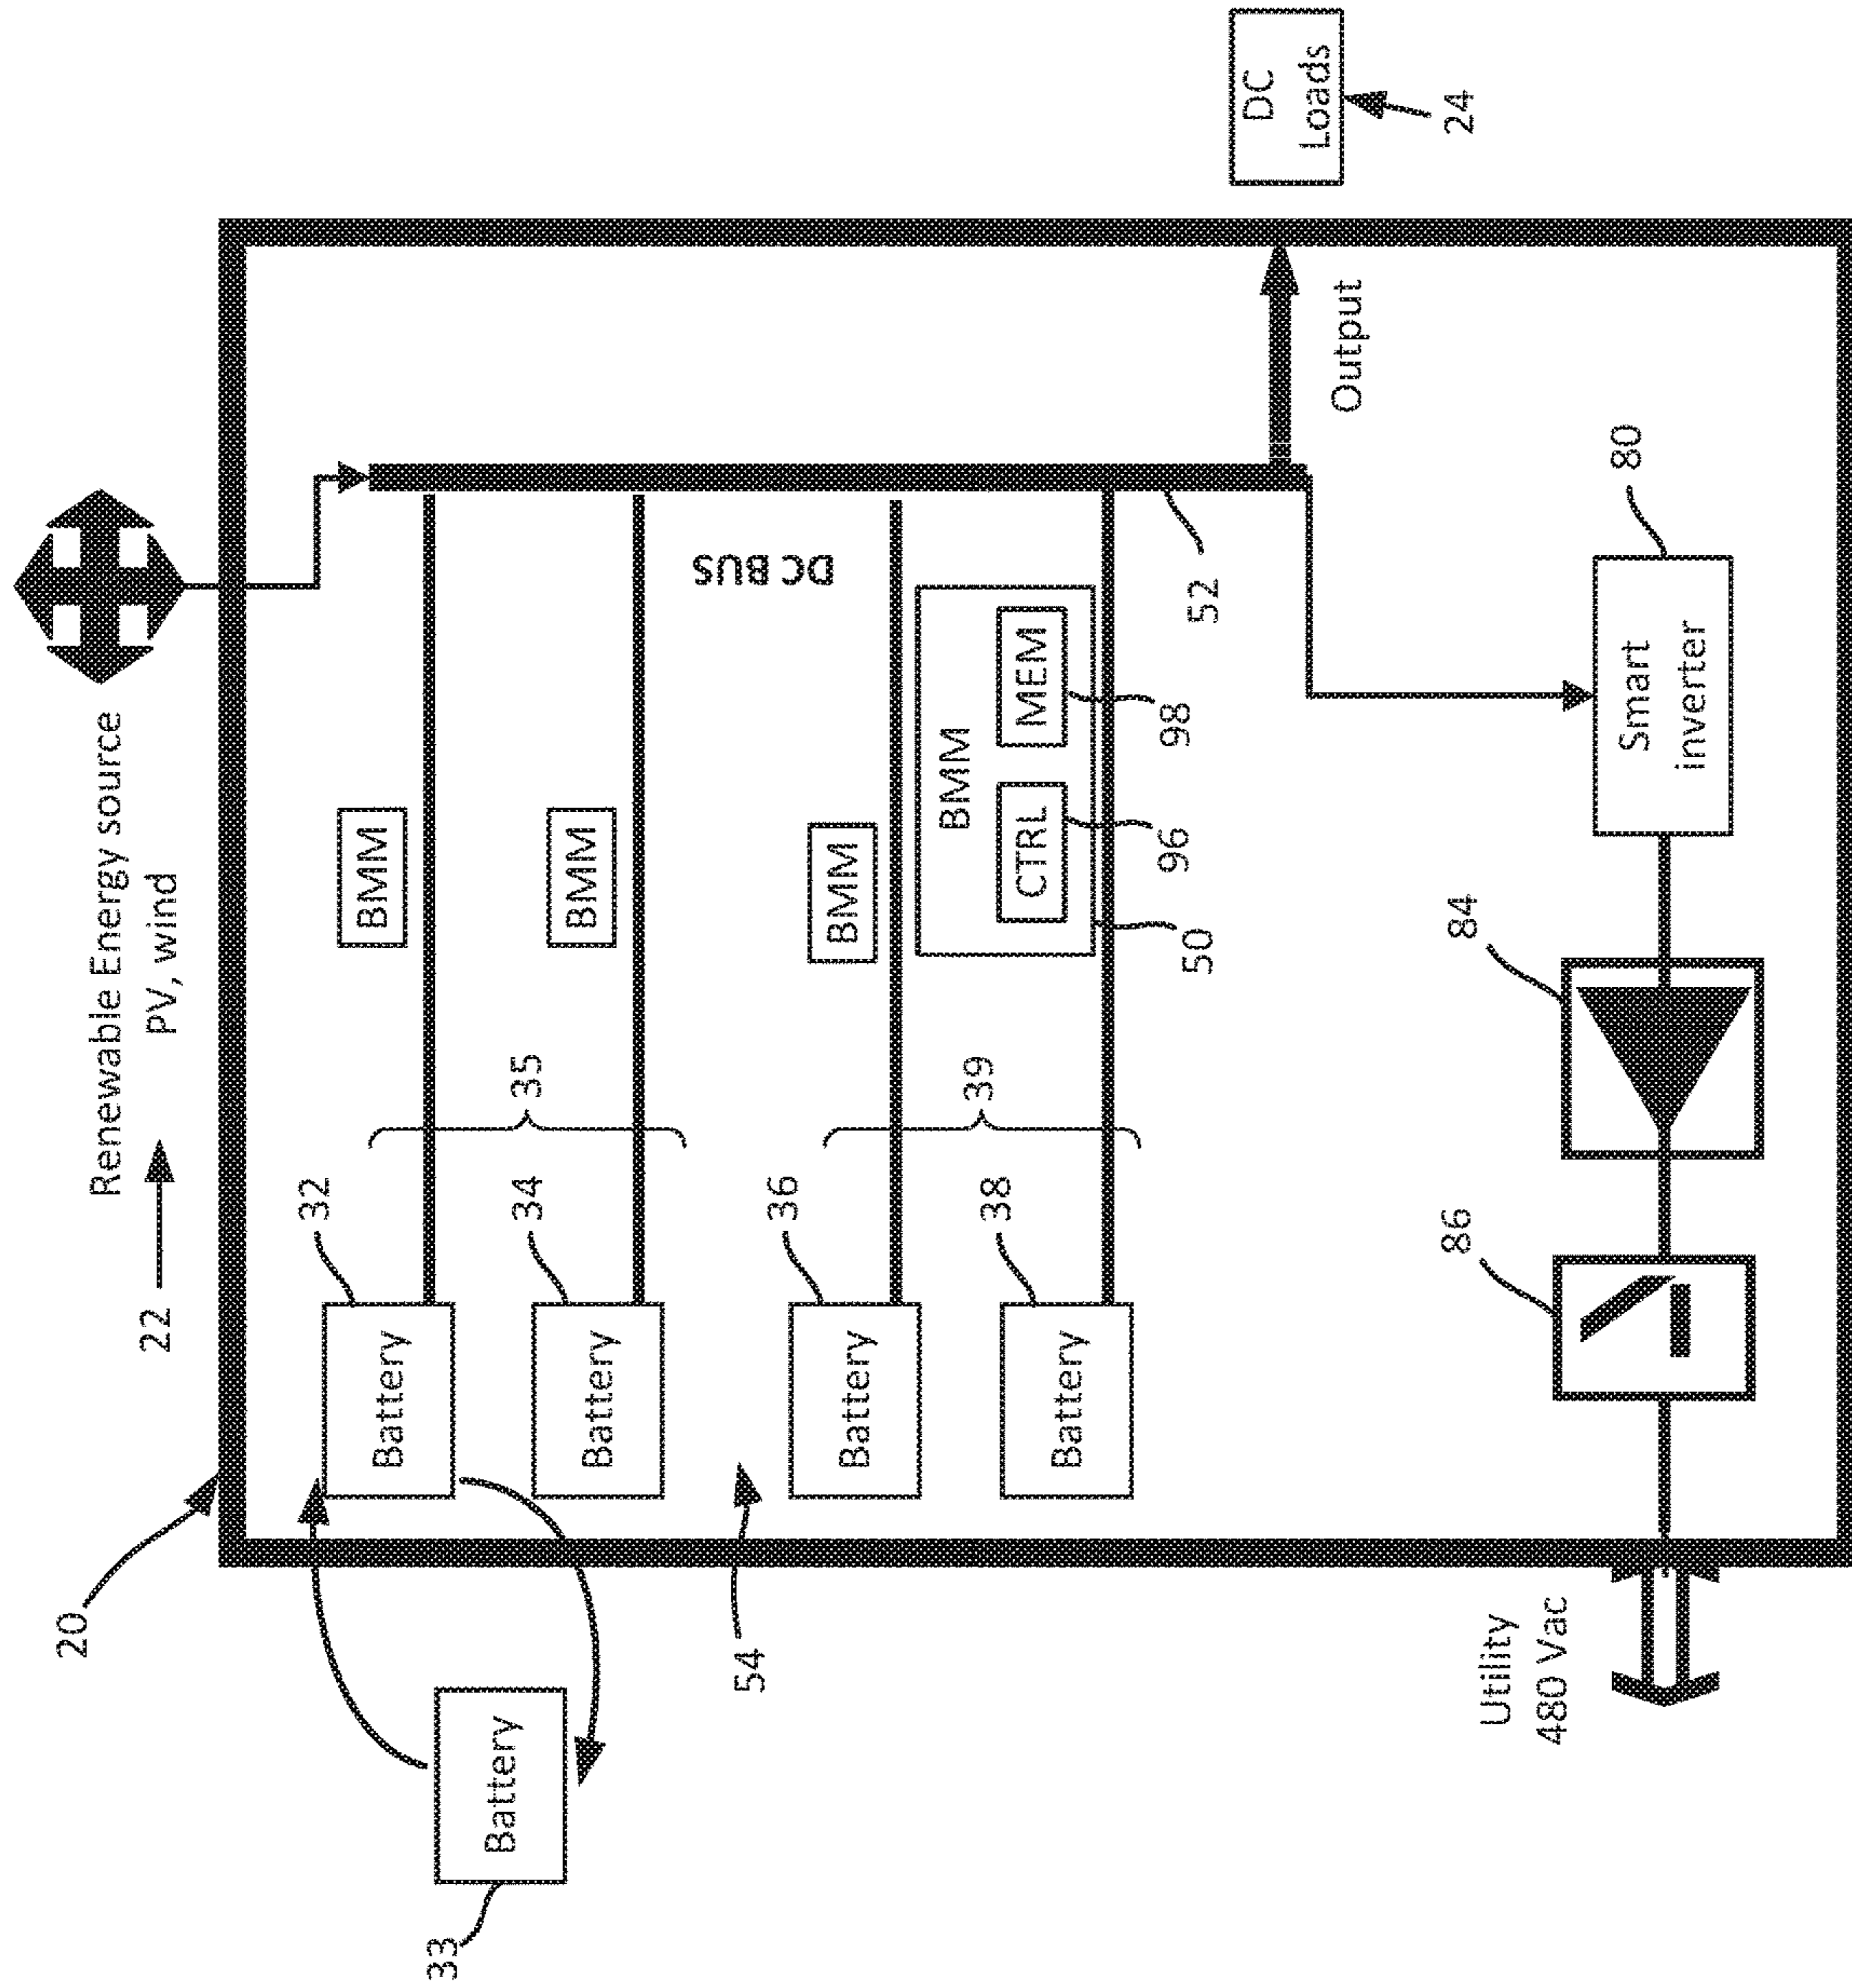 Renewable Energy source
22
PV, wind
20
33
Battery
32
Battery
BMM
34
Battery
BMM
35
54
DC BUS
36
Battery
BMM
38
Battery
39
BMM
CTRL
MEM
50
96
98
52
Output
DC
Loads
24
Utility
480 Vac
86
84
80
Smart
inverter